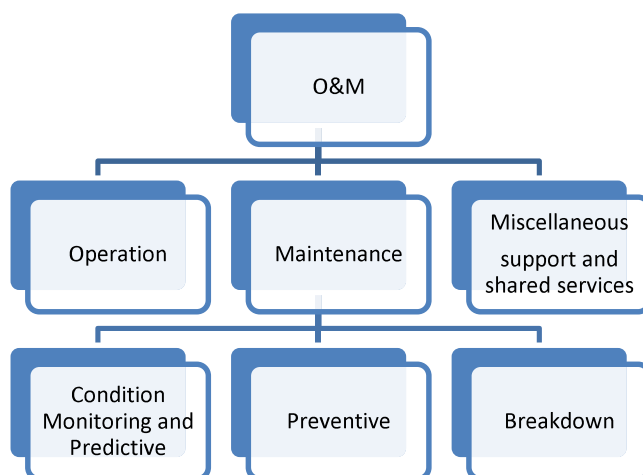 O&M
Operation
Maintenance
Miscellaneous
support and
shared services
Condition
Monitoring and
Predictive
Preventive
Breakdown